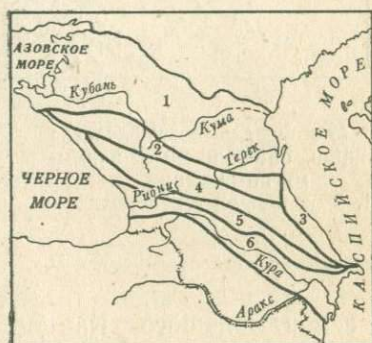 АЗОВСКОЕ
МОРЕ
Кубань
1
Кума
2
Терек
КАСПИЙСКОЕ МОРЕ
ЧЕРНОЕ
МОРЕ
Риони
4
3
5
6
Кура
Аракс